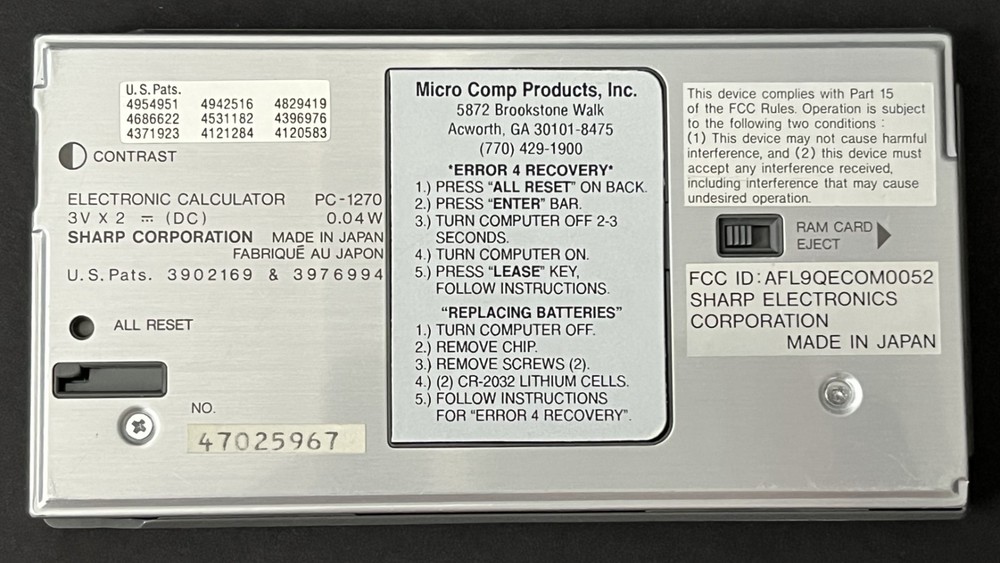 U.S. Pats.
4954951 4942516 4829419
4686622 4531182 4396976
4371923 4121284 4120583
CONTRAST
ELECTRONIC CALCULATOR PC-1270
3V X 2 ⎓ (DC) 0.04W
SHARP CORPORATION MADE IN JAPAN
FABRIQUÉ AU JAPON
U.S. Pats. 3902169 & 3976994
ALL RESET
NO.
47025967
Micro Comp Products, Inc.
5872 Brookstone Walk
Acworth, GA 30101-8475
(770) 429-1900
*ERROR 4 RECOVERY*
1.) PRESS "ALL RESET" ON BACK.
2.) PRESS "ENTER" BAR.
3.) TURN COMPUTER OFF 2-3
SECONDS.
4.) TURN COMPUTER ON.
5.) PRESS "LEASE" KEY,
FOLLOW INSTRUCTIONS.
"REPLACING BATTERIES"
1.) TURN COMPUTER OFF.
2.) REMOVE CHIP.
3.) REMOVE SCREWS (2).
4.) (2) CR-2032 LITHIUM CELLS.
5.) FOLLOW INSTRUCTIONS
FOR "ERROR 4 RECOVERY".
This device complies with Part 15
of the FCC Rules. Operation is subject
to the following two conditions :
(1) This device may not cause harmful
interference, and (2) this device must
accept any interference received,
including interference that may cause
undesired operation.
RAM CARD
EJECT
FCC ID:AFL9QECOM0052
SHARP ELECTRONICS
CORPORATION
MADE IN JAPAN